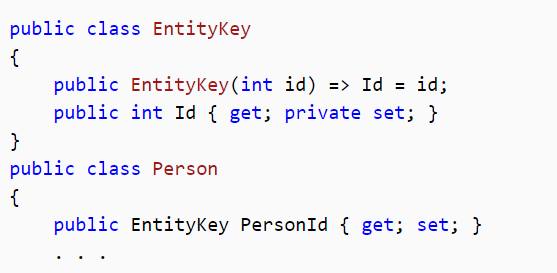 public class EntityKey
{
    public EntityKey(int id) => Id = id;
    public int Id { get; private set; }
}
public class Person
{
    public EntityKey PersonId { get; set; }
    . . .